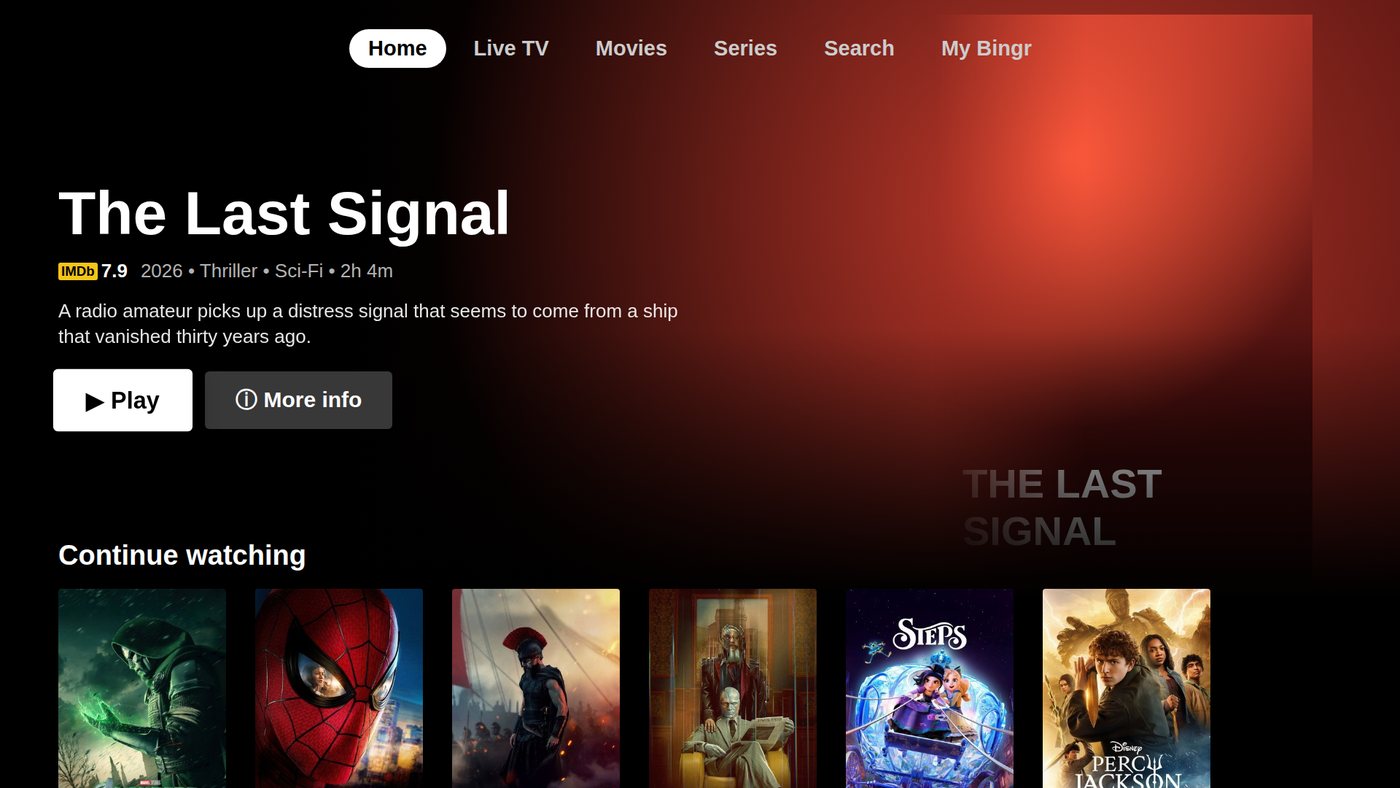 Home Live TV Movies Series Search My Bingr
The Last Signal
IMDb 7.9 2026 • Thriller • Sci-Fi • 2h 4m
A radio amateur picks up a distress signal that seems to come from a ship
that vanished thirty years ago.
▶ Play ⓘ More info
THE LAST
SIGNAL
Continue watching
STEPS
Disney
PERCY
JACKSON